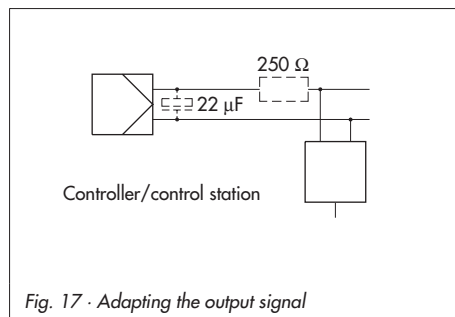 250 Ω
22 µF
Controller/control station
Fig. 17 · Adapting the output signal